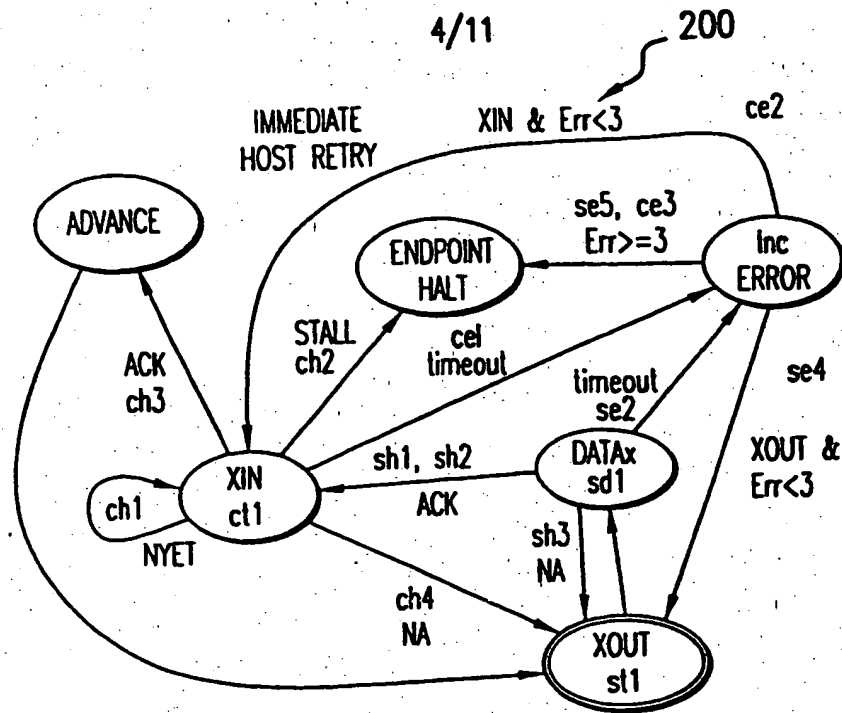 4/11
200
IMMEDIATE
HOST RETRY
XIN & Err<3
ce2
ADVANCE
se5, ce3
Err>=3
ENDPOINT
HALT
inc
ERROR
STALL
ch2
ce1
timeout
ACK
ch3
timeout
se2
se4
XOUT &
Err<3
XIN
ct1
sh1, sh2
ACK
DATAx
sd1
ch1
NYET
sh3
NA
ch4
NA
XOUT
st1